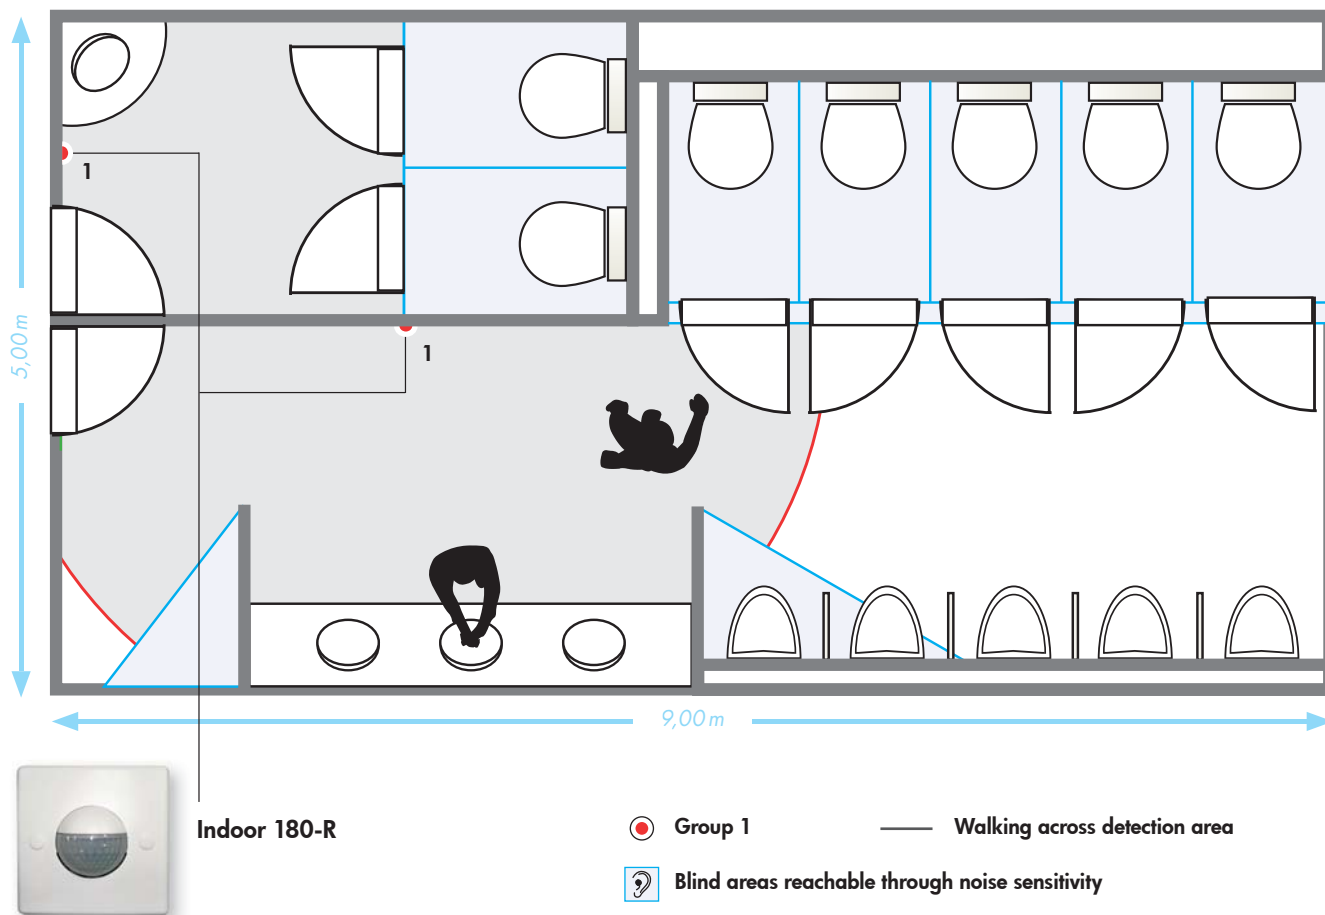 1
1
5,00 m
9,00 m
Indoor 180-R
Group 1
Walking across detection area
Blind areas reachable through noise sensitivity